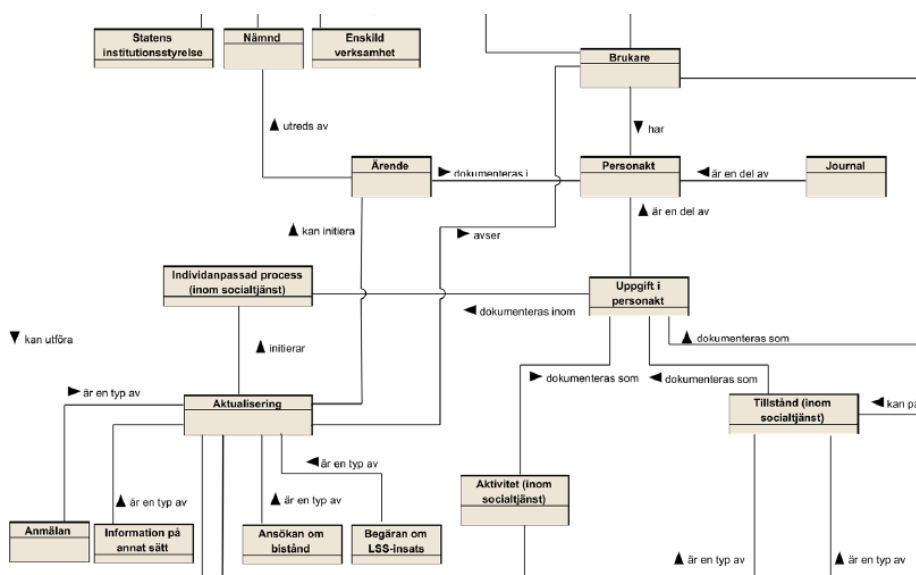 Statens
institutionsstyrelse
Nämnd
Enskild
verksamhet
Brukare
utreds av
har
Ärende
dokumenteras i
Personakt
är en del av
Journal
är en del av
kan initiera
avser
Individanpassad process
(inom socialtjänst)
Uppgift i
personakt
dokumenteras inom
kan utföra
initierar
dokumenteras som
är en typ av
dokumenteras som
dokumenteras som
Aktualisering
Tillstånd (inom
socialtjänst)
kan på
är en typ av
Aktivitet (inom
socialtjänst)
är en typ av
är en typ av
Anmälan
Information på
annat sätt
Ansökan om
bistånd
Begäran om
LSS-insats
är en typ av
är en typ av